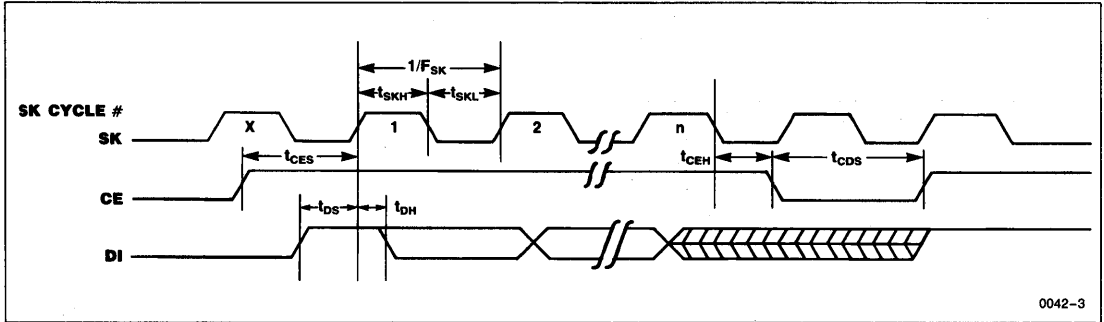 1/FSK
tSKH tSKL
SK CYCLE #
SK X 1 2 n
tCES tCEH tCDS
CE
tDS tDH
DI
0042-3